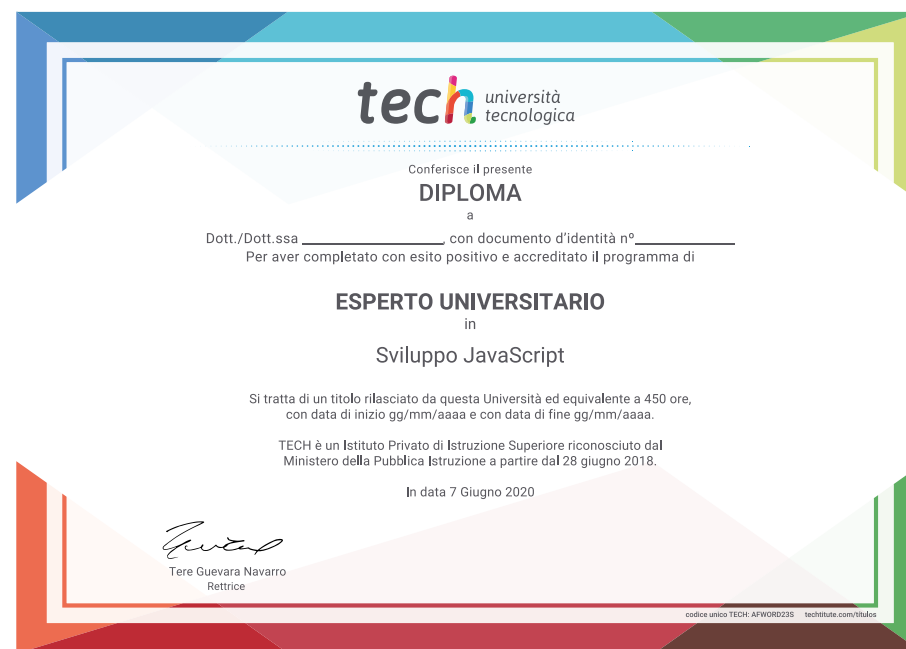 tech università
tecnologica
Conferisce il presente
DIPLOMA
a
Dott./Dott.ssa ________________, con documento d'identità nº____________
Per aver completato con esito positivo e accreditato il programma di
ESPERTO UNIVERSITARIO
in
Sviluppo JavaScript
Si tratta di un titolo rilasciato da questa Università ed equivalente a 450 ore,
con data di inizio gg/mm/aaaa e con data di fine gg/mm/aaaa.
TECH è un Istituto Privato di Istruzione Superiore riconosciuto dal
Ministero della Pubblica Istruzione a partire dal 28 giugno 2018.
In data 7 Giugno 2020
Tere Guevara Navarro
Rettrice
codice unico TECH: AFWORD23S techtitute.com/titulos